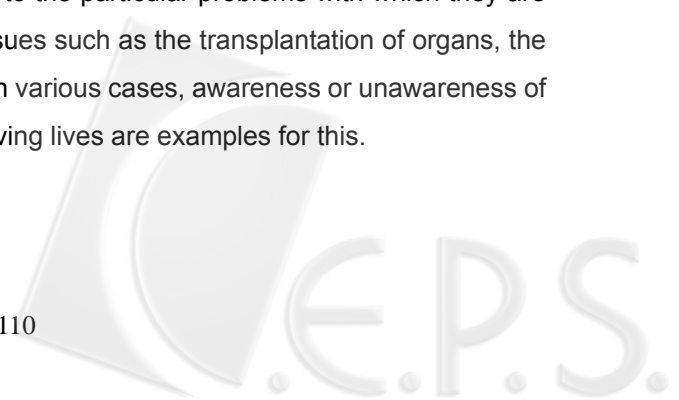 to the particular problems with which they are
sues such as the transplantation of organs, the
various cases, awareness or unawareness of
ving lives are examples for this.
110
C.E.P.S.